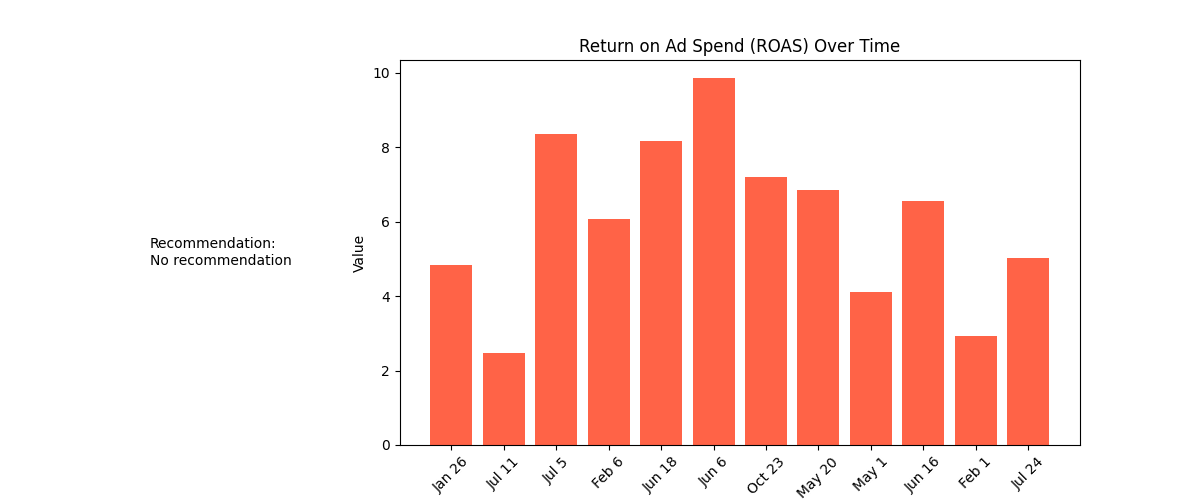 Return on Ad Spend (ROAS) Over Time
Recommendation:
No recommendation
Value
10
8
6
4
2
0
Jan 26
Jul 11
Jul 5
Feb 6
Jun 18
Jun 6
Oct 23
May 20
May 1
Jun 16
Feb 1
Jul 24